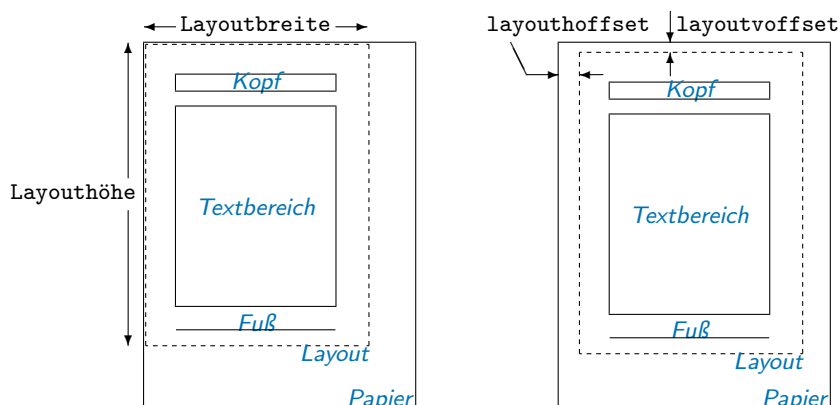 Layoutbreite
Kopf
Layouthöhe
Textbereich
Fuß
Layout
Papier
layouthoffset
layoutvoffset
Kopf
Textbereich
Fuß
Layout
Papier